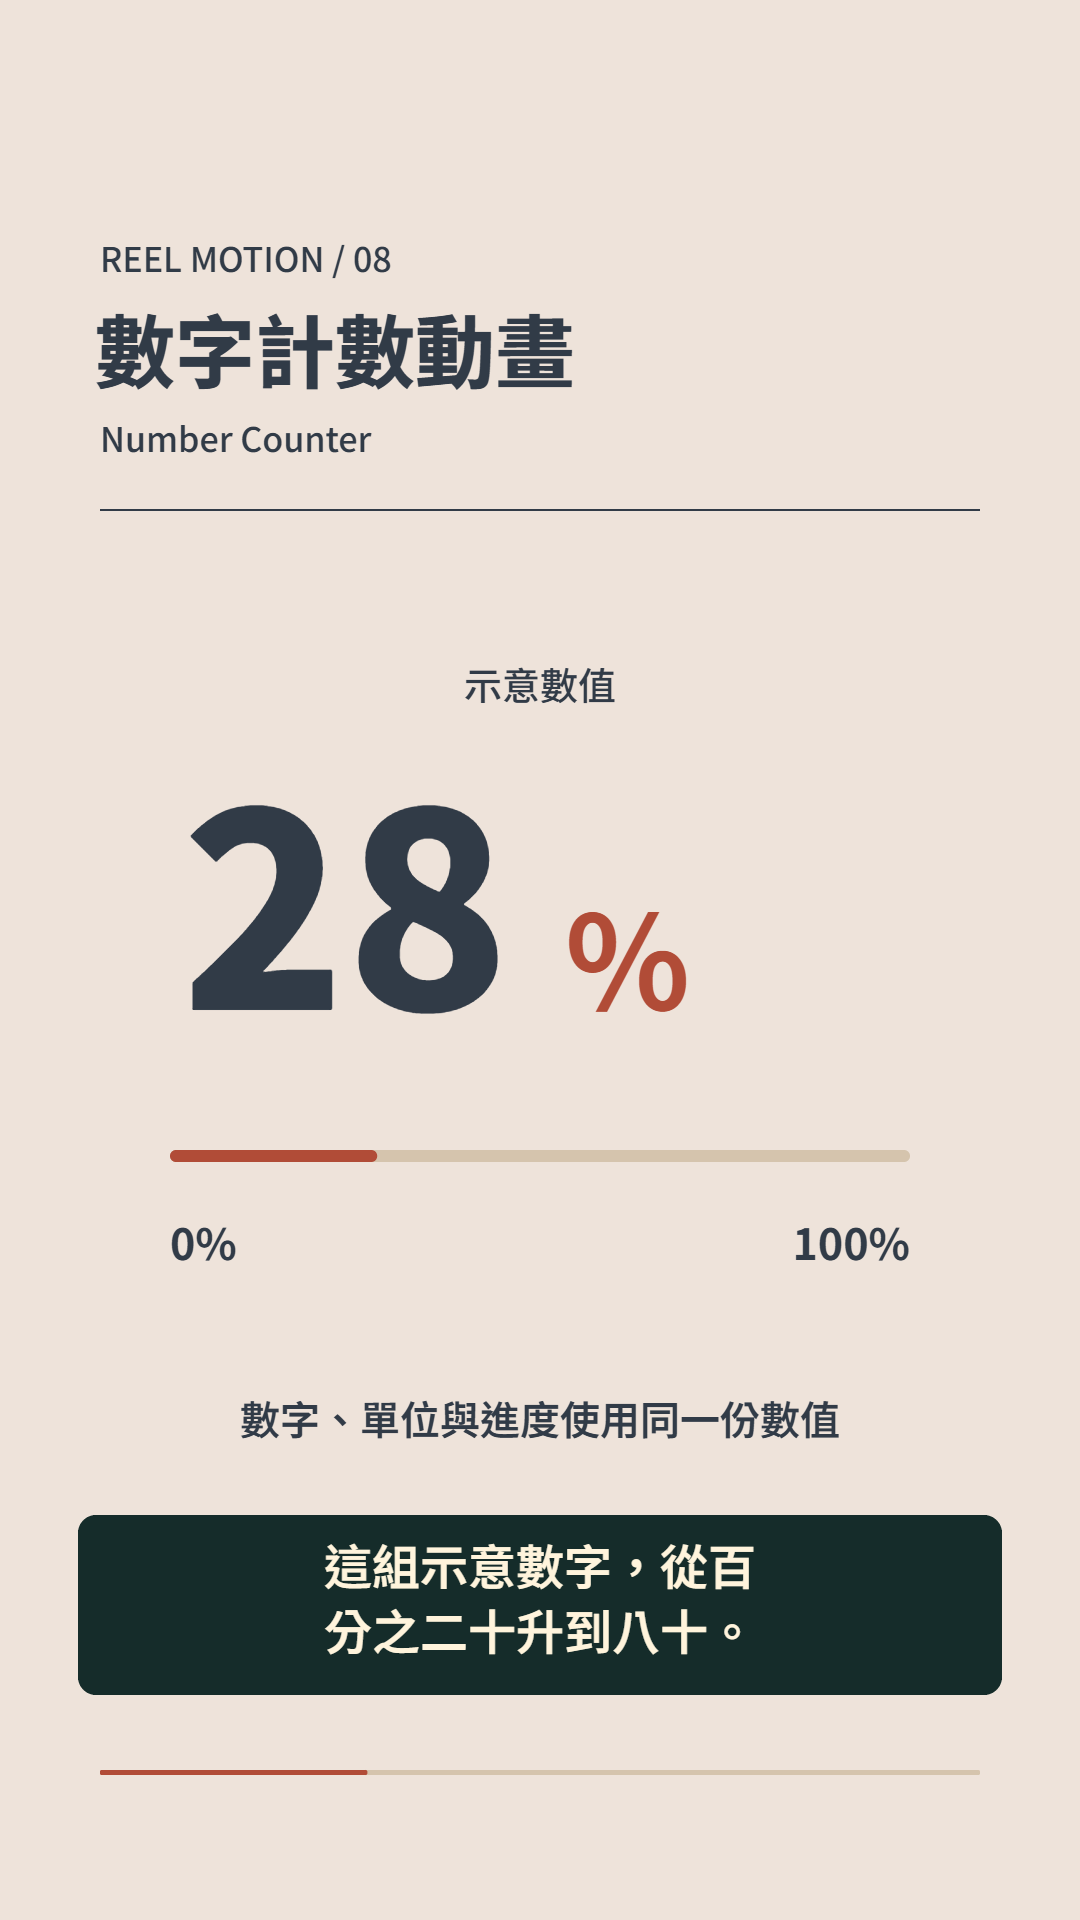 REEL MOTION / 08
數字計數動畫
Number Counter
示意數值
28 %
0% 100%
數字、單位與進度使用同一份數值
這組示意數字，從百
分之二十升到八十。